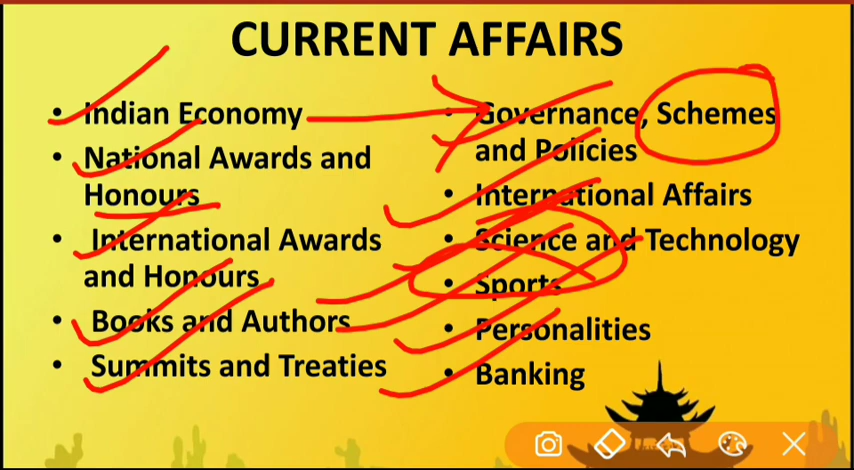 CURRENT AFFAIRS
• Indian Economy
• National Awards and
Honours
• International Awards
and Honours
• Books and Authors
• Summits and Treaties
• Governance, Schemes
and Policies
• International Affairs
• Science and Technology
• Sports
• Personalities
• Banking